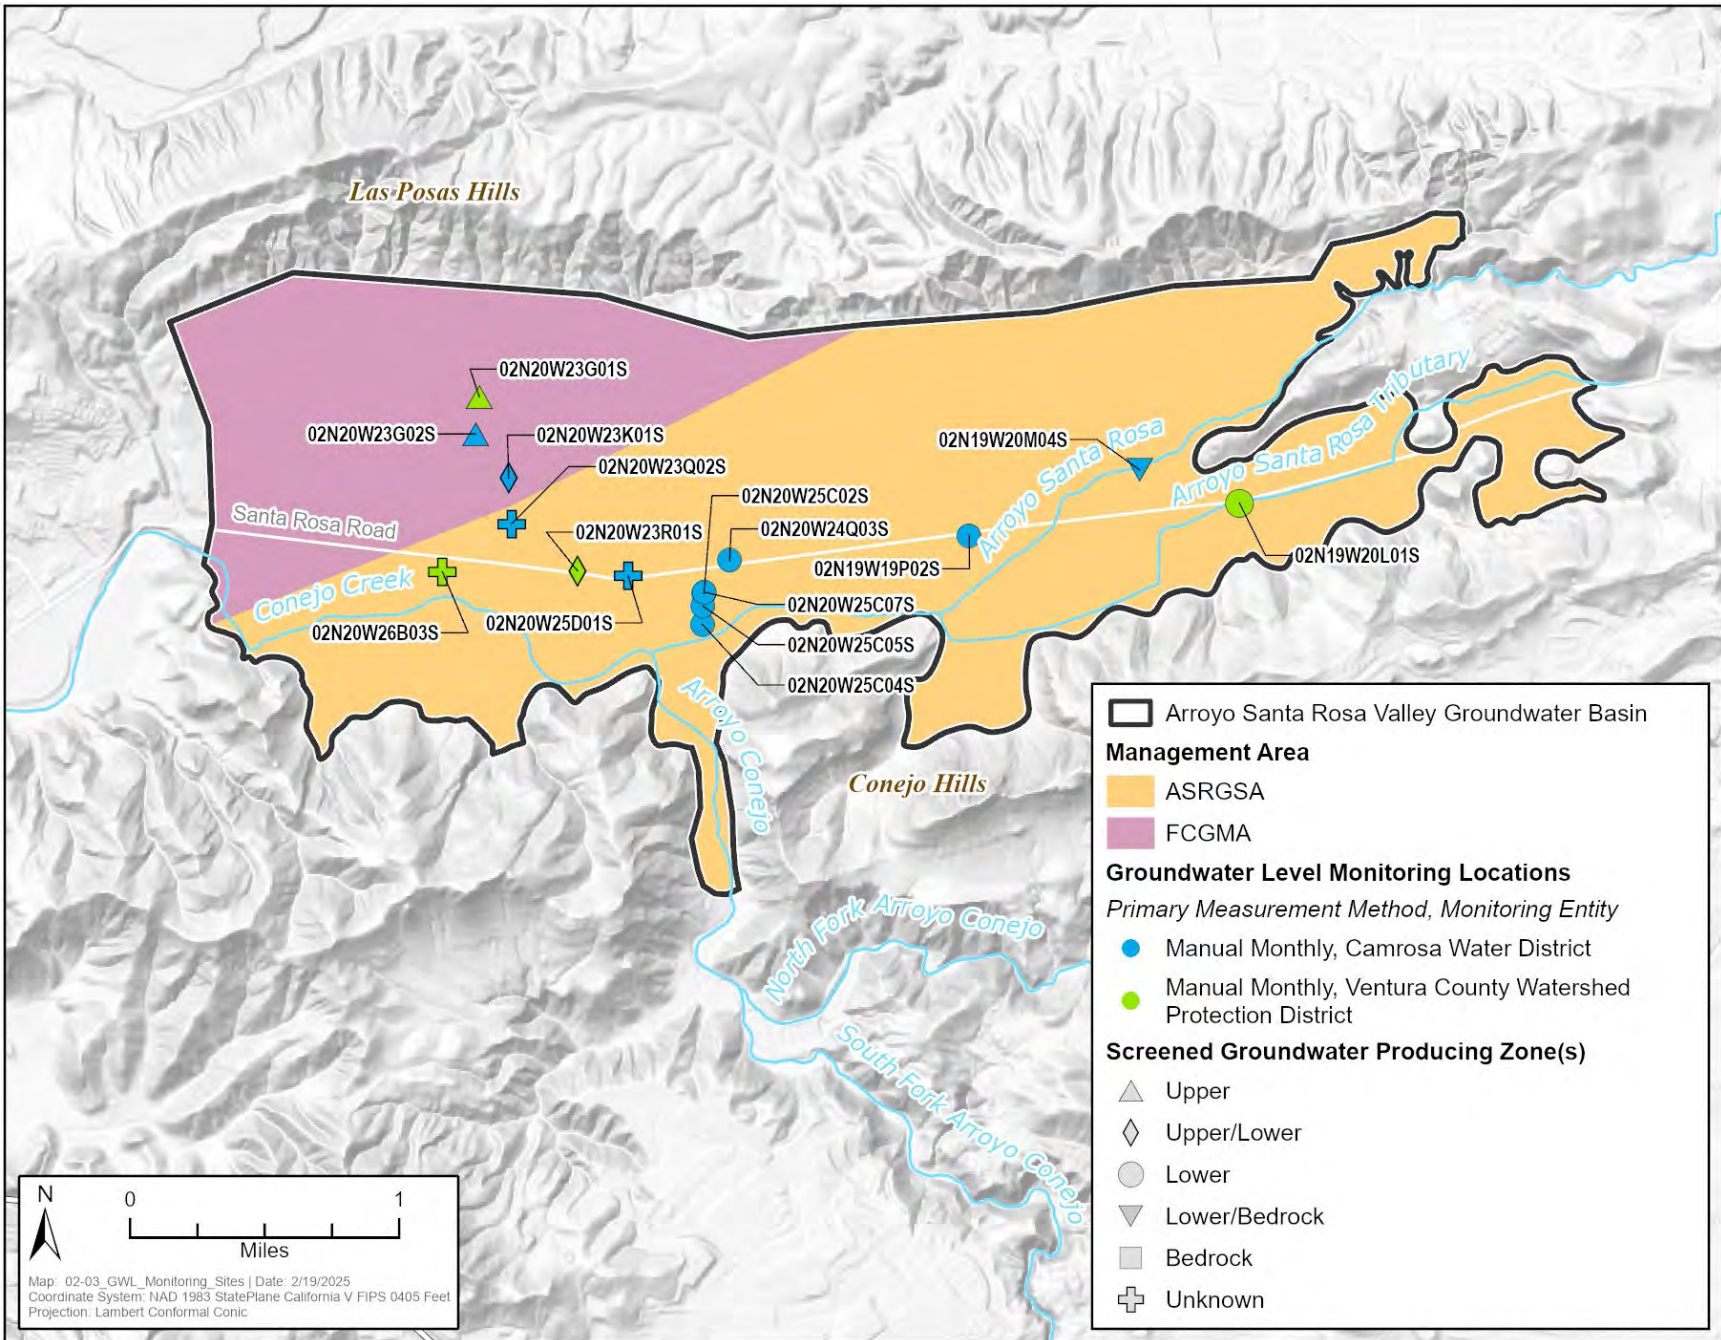 Las Posas Hills
02N20W23G01S
02N20W23G02S
02N20W23K01S
02N19W20M04S
Arroyo Santa Rosa Tributary
Arroyo Santa Rosa
02N20W23Q02S
02N20W25C02S
Santa Rosa Road
02N20W23R01S
02N20W24Q03S
02N19W19P02S
02N19W20L01S
Conejo Creek
02N20W26B03S
02N20W25D01S
02N20W25C07S
02N20W25C05S
02N20W25C04S
Arroyo Conejo
Conejo Hills
North Fork Arroyo Conejo
South Fork Arroyo Conejo
Arroyo Santa Rosa Valley Groundwater Basin
Management Area
ASRGSA
FCGMA
Groundwater Level Monitoring Locations
Primary Measurement Method, Monitoring Entity
Manual Monthly, Camrosa Water District
Manual Monthly, Ventura County Watershed
Protection District
Screened Groundwater Producing Zone(s)
Upper
Upper/Lower
Lower
Lower/Bedrock
Bedrock
Unknown
N
0 1
Miles
Map: 02-03_GWL_Monitoring_Sites | Date: 2/19/2025
Coordinate System: NAD 1983 StatePlane California V FIPS 0405 Feet
Projection: Lambert Conformal Conic